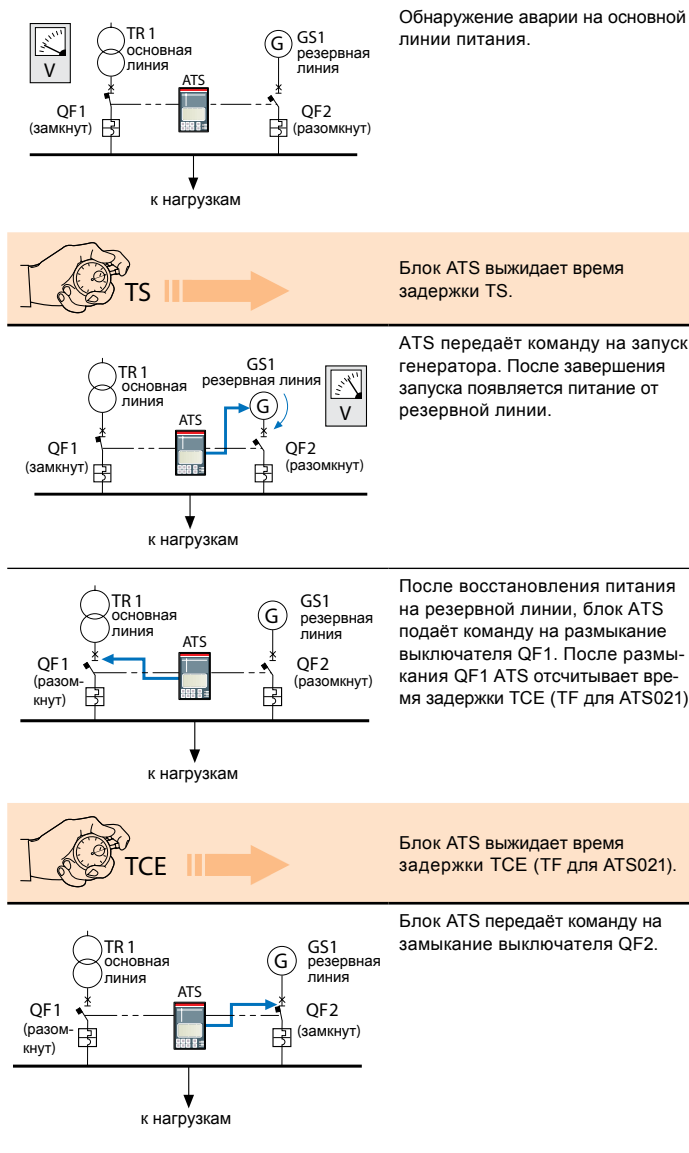 TR 1
основная
линия
GS1
резервная
линия
G
V
ATS
QF1
(замкнут)
QF2
(разомкнут)
к нагрузкам
Обнаружение аварии на основной
линии питания.
TS
Блок ATS выжидает время
задержки TS.
TR 1
основная
линия
GS1
резервная линия
G
V
ATS
QF1
(замкнут)
QF2
(разомкнут)
к нагрузкам
ATS передаёт команду на запуск
генератора. После завершения
запуска появляется питание от
резервной линии.
TR 1
основная
линия
GS1
резервная
линия
G
ATS
QF1
(разом-
кнут)
QF2
(разомкнут)
к нагрузкам
После восстановления питания
на резервной линии, блок ATS
подаёт команду на размыкание
выключателя QF1. После размы-
кания QF1 ATS отсчитывает вре-
мя задержки TCE (TF для ATS021)
TCE
Блок ATS выжидает время
задержки TCE (TF для ATS021).
TR 1
основная
линия
GS1
резервная
линия
G
ATS
QF1
(разом-
кнут)
QF2
(замкнут)
к нагрузкам
Блок ATS передаёт команду на
замыкание выключателя QF2.